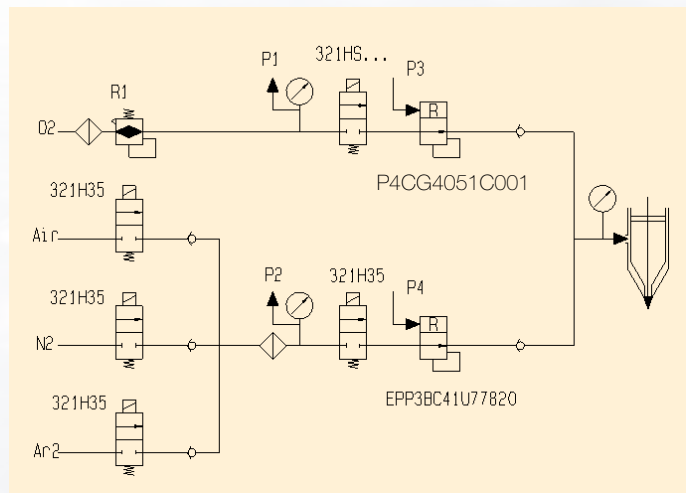 P1
321HS...
P3
R1
R
O2
P4CG4051C001
321H35
Air
321H35
P2
321H35
P4
R
N2
EPP3BC41U77820
321H35
Ar2